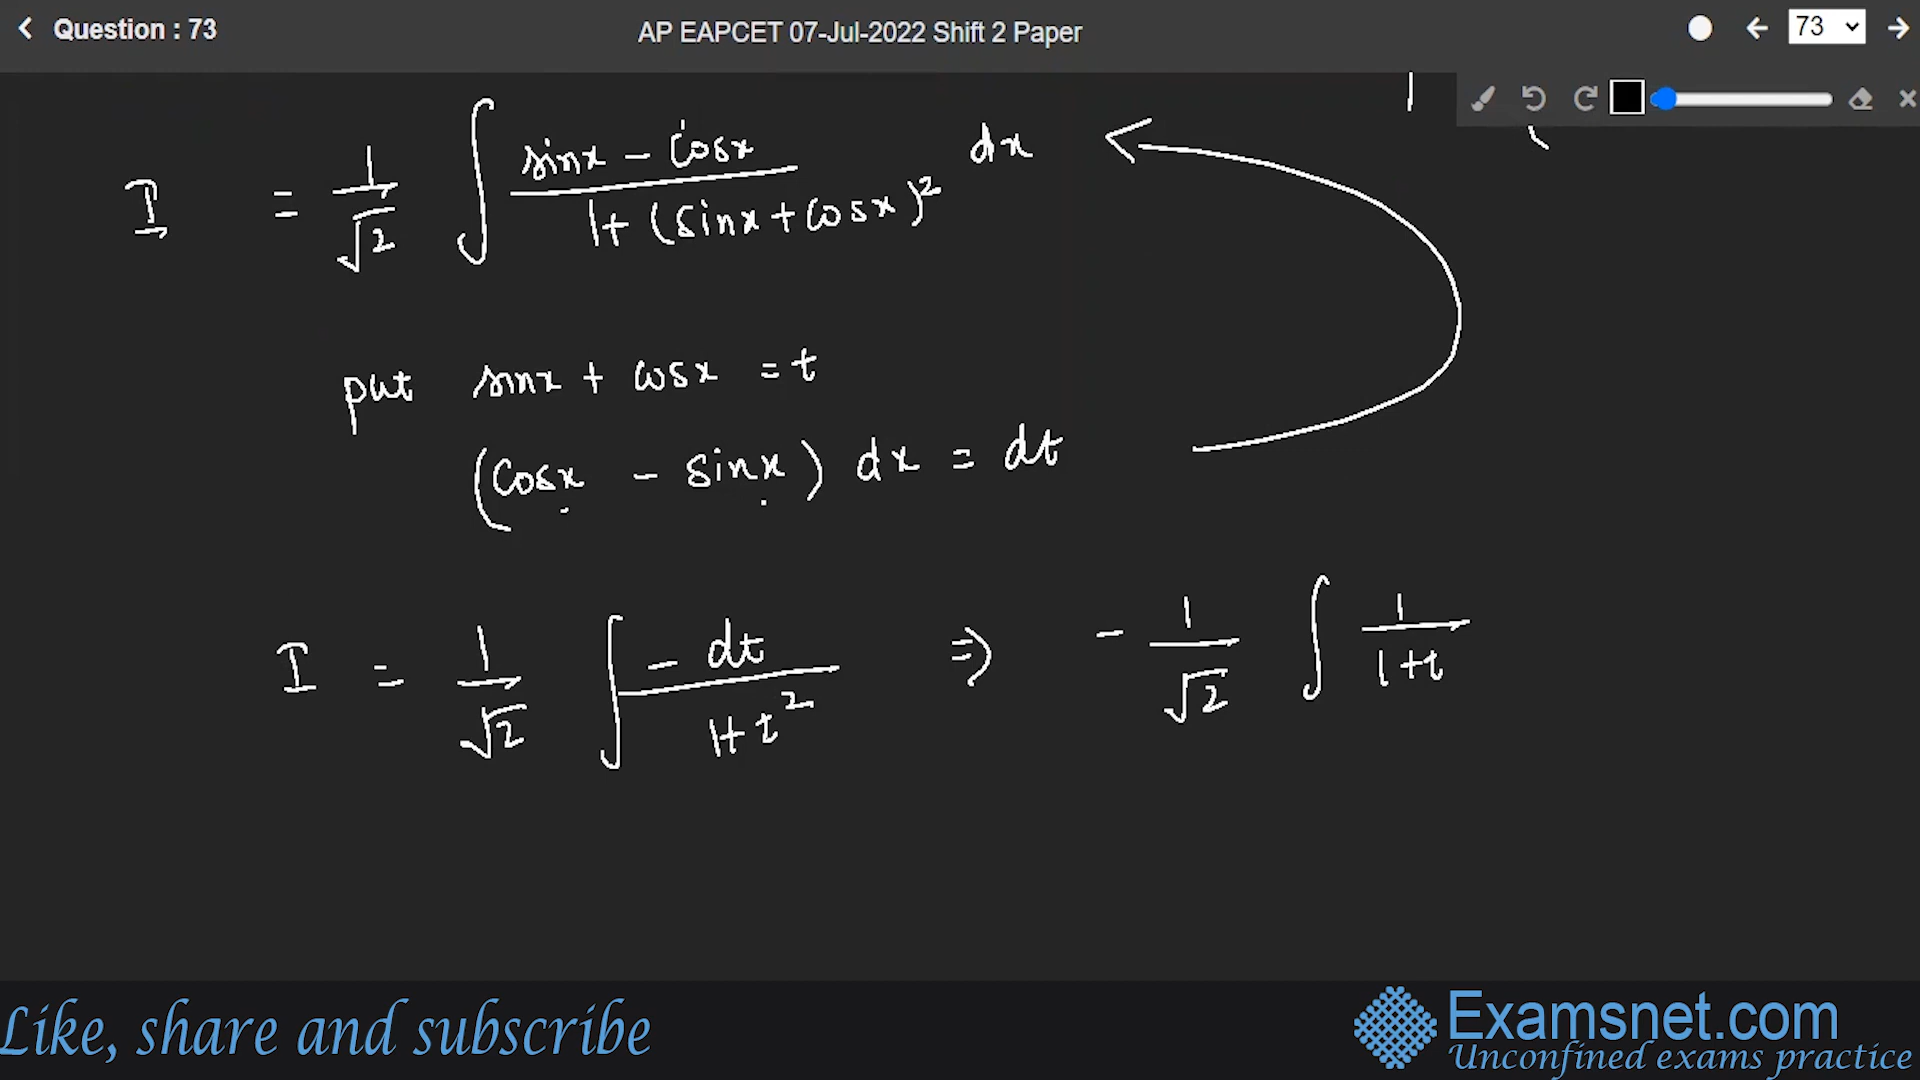 Question : 73
AP EAPCET 07-Jul-2022 Shift 2 Paper
73
I = 1/√2 ∫ (sinx - cosx)/(1+(sinx+cosx)²) dx
put sinx + cosx = t
(cosx - sinx) dx = dt
I = 1/√2 ∫ -dt/(1+t²) ⇒ -1/√2 ∫ 1/(1+t
Like, share and subscribe
Examsnet.com
Unconfined exams practice